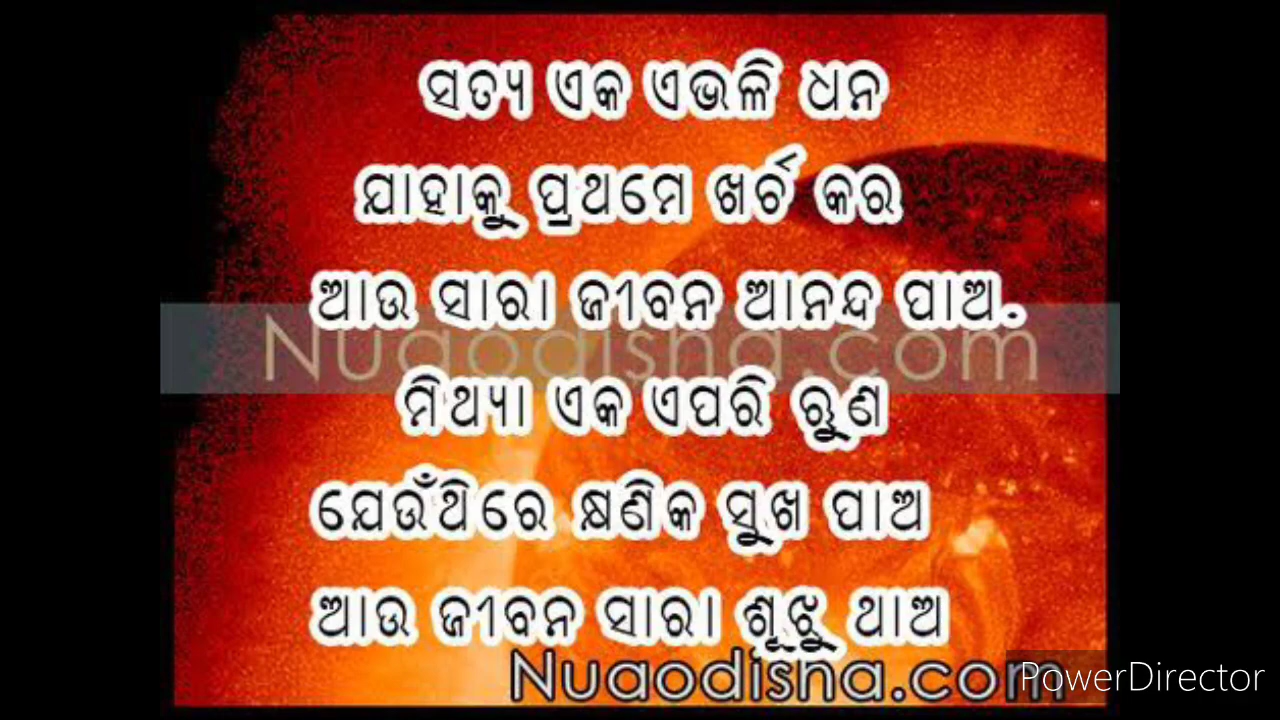 ସତ୍ୟ ଏକ ଏଭଳି ଧନ
ଯାହାକୁ ପ୍ରଥମେ ଖର୍ଚ୍ଚ କର
ଆଉ ସାରା ଜୀବନ ଆନନ୍ଦ ପାଅ.
Nuaodisha.com
ମିଥ୍ୟା ଏକ ଏପରି ଋୁଣ
ଯେଉଁଥିରେ କ୍ଷଣିକ ସୁଖ ପାଅ
ଆଉ ଜୀବନ ସାରା ଶୁଝୁ ଥାଅ
Nuaodisha.com
PowerDirector